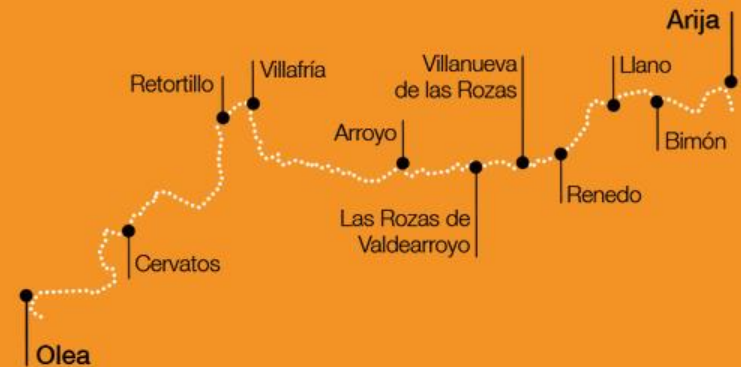 Arija
Villanueva
de las Rozas
Llano
Villafría
Retortillo
Arroyo
Bimón
Renedo
Las Rozas de
Valdearroyo
Cervatos
Olea